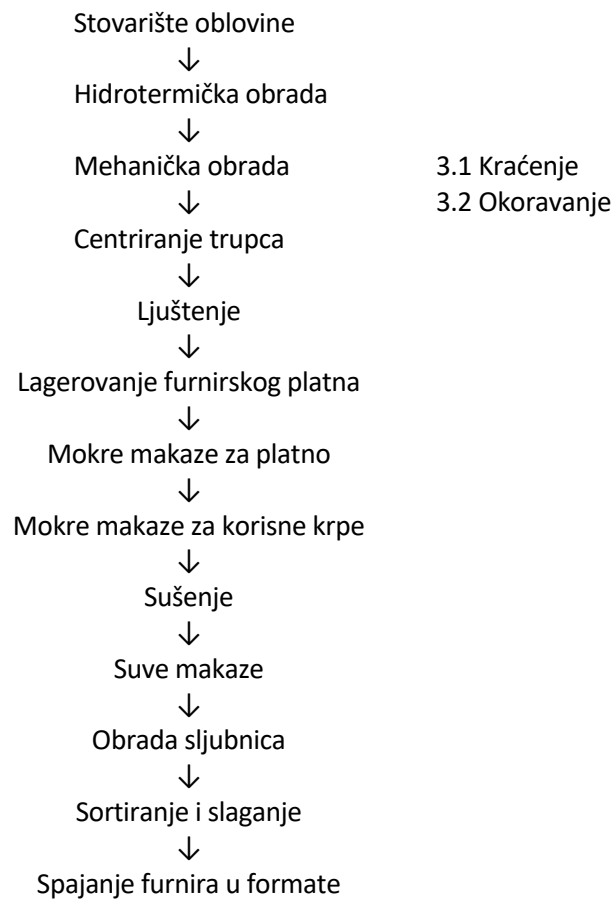 Stovarište oblovine
↓
Hidrotermička obrada
↓
Mehanička obrada 3.1 Kraćenje
↓ 3.2 Okoravanje
Centriranje trupca
↓
Ljuštenje
↓
Lagerovanje furnirskog platna
↓
Mokre makaze za platno
↓
Mokre makaze za korisne krpe
↓
Sušenje
↓
Suve makaze
↓
Obrada sljubnica
↓
Sortiranje i slaganje
↓
Spajanje furnira u formate